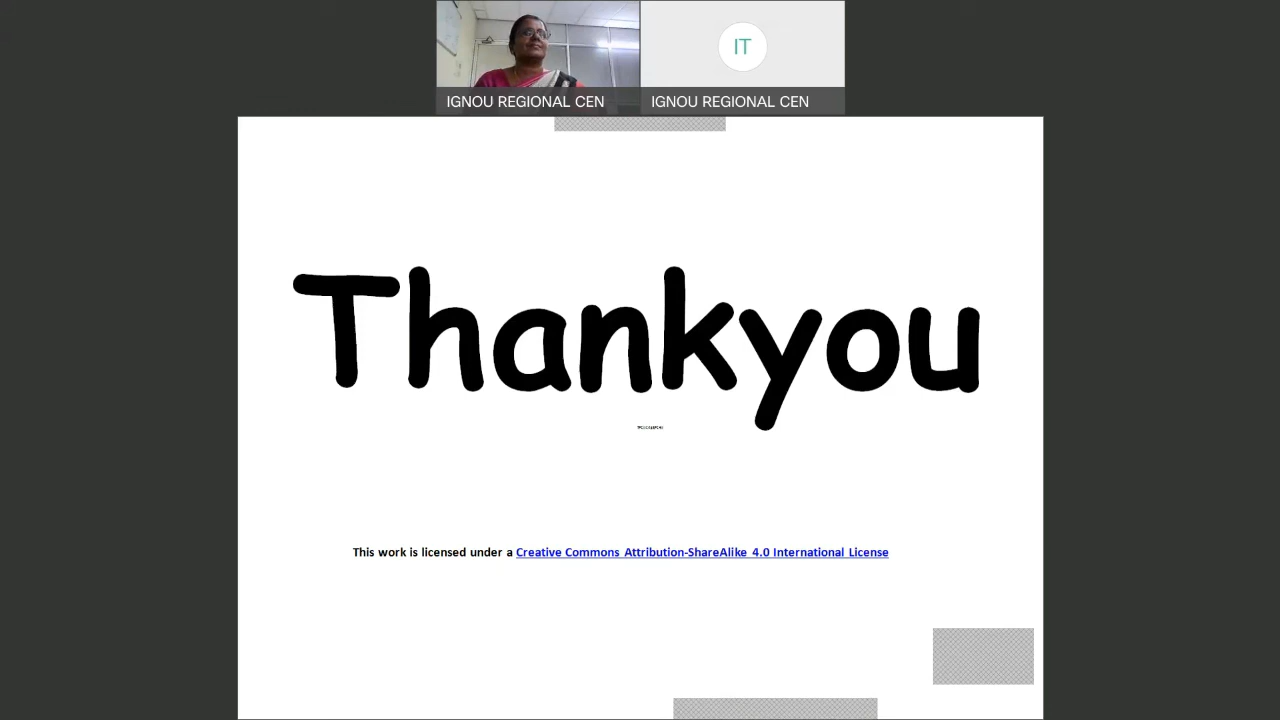 IGNOU REGIONAL CEN
IT
IGNOU REGIONAL CEN
Thankyou
This work is licensed under a Creative Commons Attribution-ShareAlike 4.0 International License